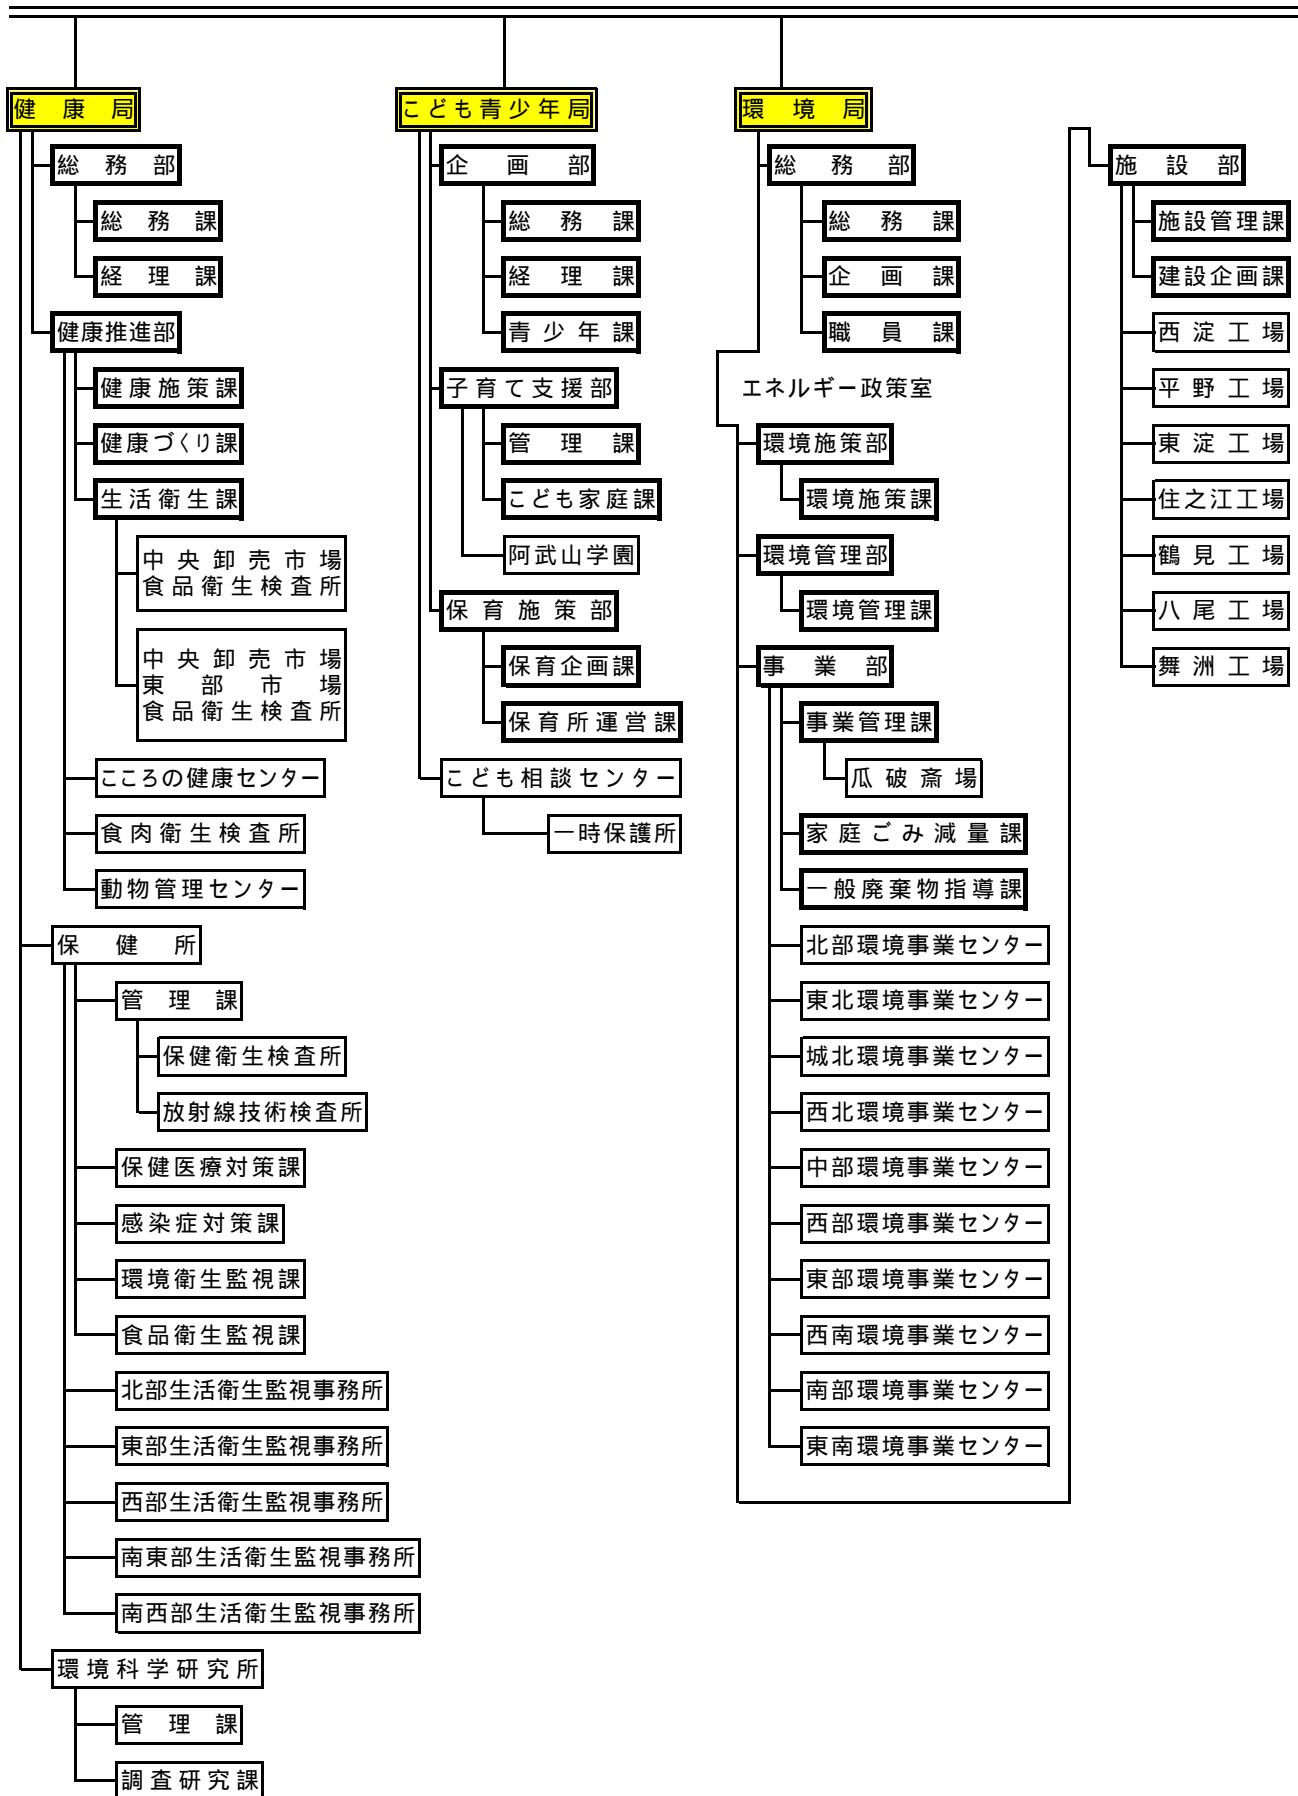 健康局
総務部
総務課
経理課
健康推進部
健康施策課
健康づくり課
生活衛生課
中央卸売市場
食品衛生検査所
中央卸売市場
東部市場
食品衛生検査所
こころの健康センター
食肉衛生検査所
動物管理センター
保健所
管理課
保健衛生検査所
放射線技術検査所
保健医療対策課
感染症対策課
環境衛生監視課
食品衛生監視課
北部生活衛生監視事務所
東部生活衛生監視事務所
西部生活衛生監視事務所
南東部生活衛生監視事務所
南西部生活衛生監視事務所
環境科学研究所
管理課
調査研究課
こども青少年局
企画部
総務課
経理課
青少年課
子育て支援部
管理課
こども家庭課
阿武山学園
保育施策部
保育企画課
保育所運営課
こども相談センター
一時保護所
環境局
総務部
総務課
企画課
職員課
エネルギー政策室
環境施策部
環境施策課
環境管理部
環境管理課
事業部
事業管理課
瓜破斎場
家庭ごみ減量課
一般廃棄物指導課
北部環境事業センター
東北環境事業センター
城北環境事業センター
西北環境事業センター
中部環境事業センター
西部環境事業センター
東部環境事業センター
西南環境事業センター
南部環境事業センター
東南環境事業センター
施設部
施設管理課
建設企画課
西淀工場
平野工場
東淀工場
住之江工場
鶴見工場
八尾工場
舞洲工場